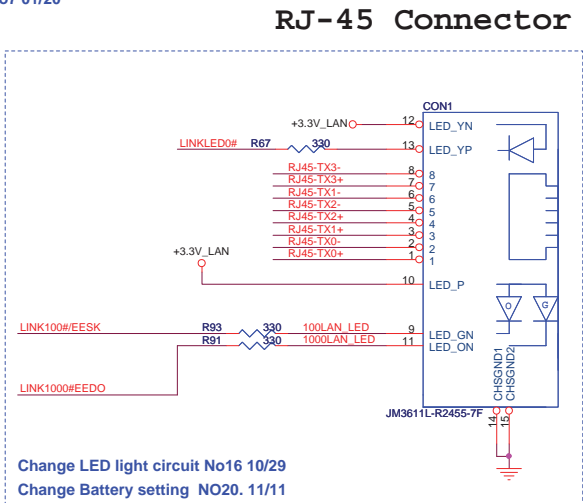 RJ-45 Connector
CON1
+3.3V_LAN 12 LED_YN
LINKLED0# R67 330 13 LED_YP
RJ45-TX3- 8 8
RJ45-TX3+ 7 7
RJ45-TX1- 6 6
RJ45-TX2- 5 5
RJ45-TX2+ 4 4
RJ45-TX1+ 3 3
RJ45-TX0- 2 2
RJ45-TX0+ 1 1
+3.3V_LAN
10 LED_P
O G
LINK100#/EESK R93 330 100LAN_LED 9 LED_GN
R91 330 1000LAN_LED 11 LED_ON
CHSGND1
CHSGND2
LINK1000#EEDO
JM3611L-R2455-7F
14
15
Change LED light circuit No16 10/29
Change Battery setting NO20. 11/11